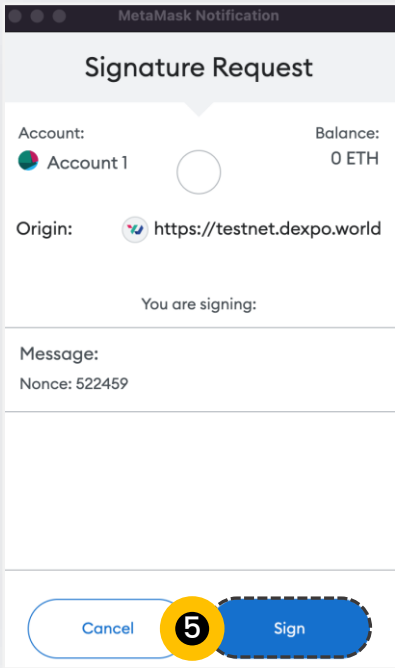 MetaMask Notification
Signature Request
Account:
Balance:
Account 1
0 ETH
Origin:
https://testnet.dexpo.world
You are signing:
Message:
Nonce: 522459
Cancel
5
Sign